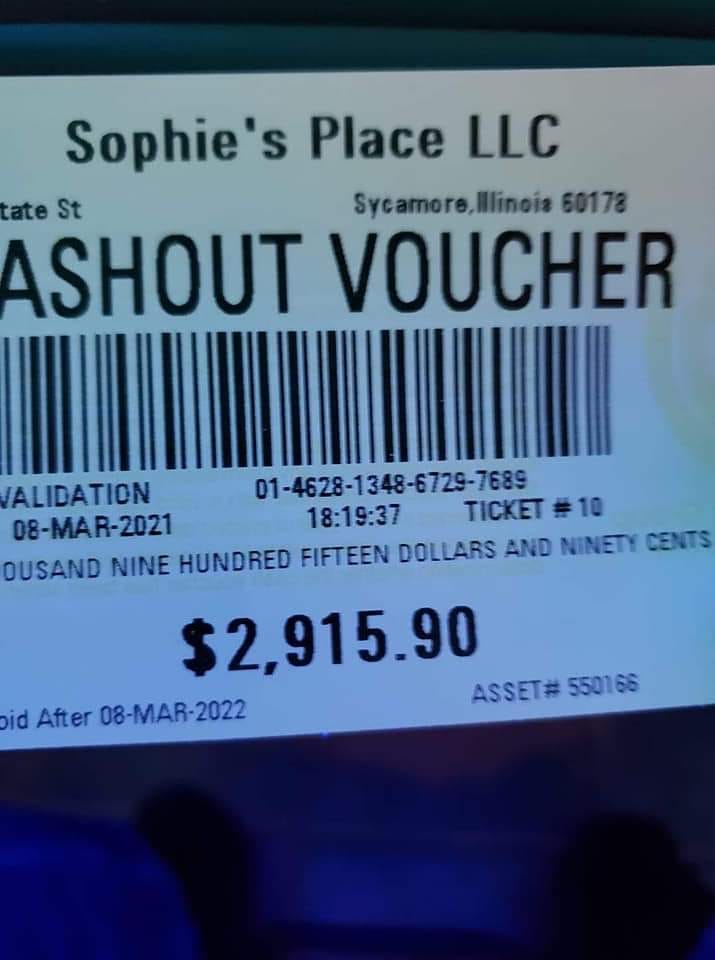 Sophie's Place LLC
tate St Sycamore,Illinois 60178
ASHOUT VOUCHER
VALIDATION 01-4628-1348-6729-7689
08-MAR-2021 18:19:37 TICKET # 10
OUSAND NINE HUNDRED FIFTEEN DOLLARS AND NINETY CENTS
$2,915.90
oid After 08-MAR-2022 ASSET# 550166